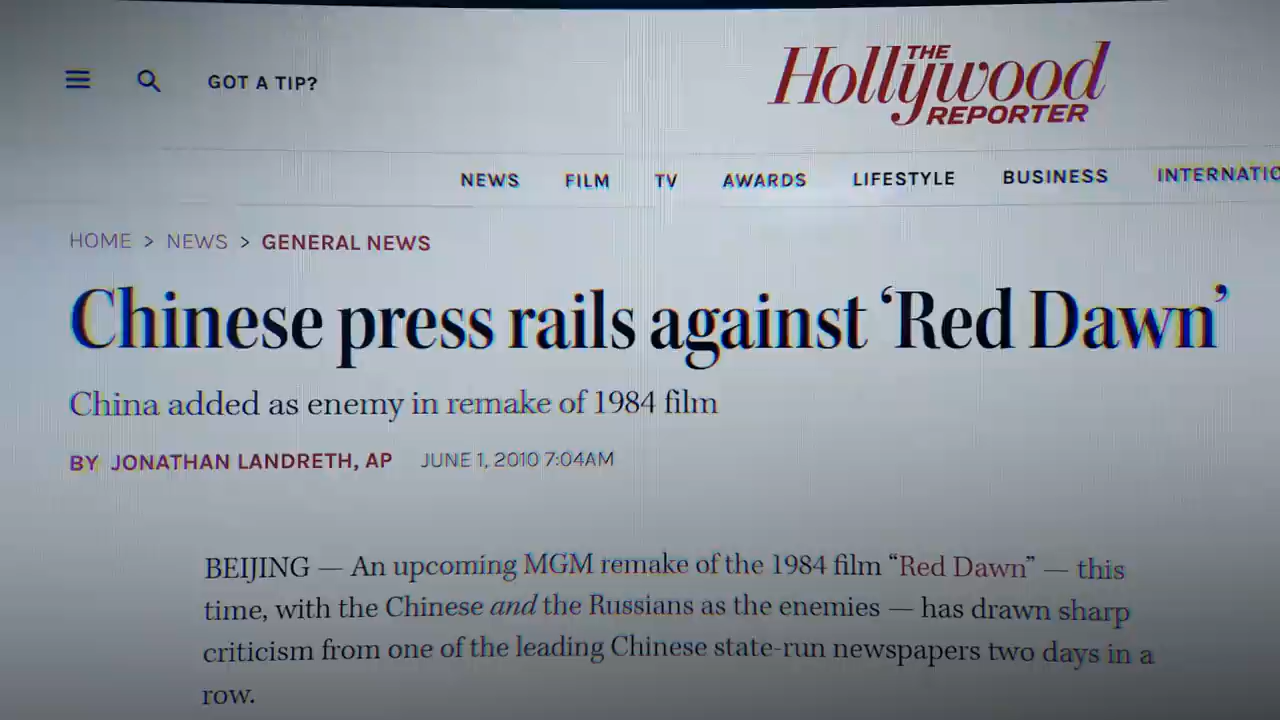 GOT A TIP?
THE
Hollywood
REPORTER
NEWS FILM TV AWARDS LIFESTYLE BUSINESS INTERNATIO
HOME > NEWS > GENERAL NEWS
Chinese press rails against ‘Red Dawn’
China added as enemy in remake of 1984 film
BY JONATHAN LANDRETH, AP JUNE 1, 2010 7:04AM
BEIJING — An upcoming MGM remake of the 1984 film “Red Dawn” — this
time, with the Chinese and the Russians as the enemies — has drawn sharp
criticism from one of the leading Chinese state-run newspapers two days in a
row.